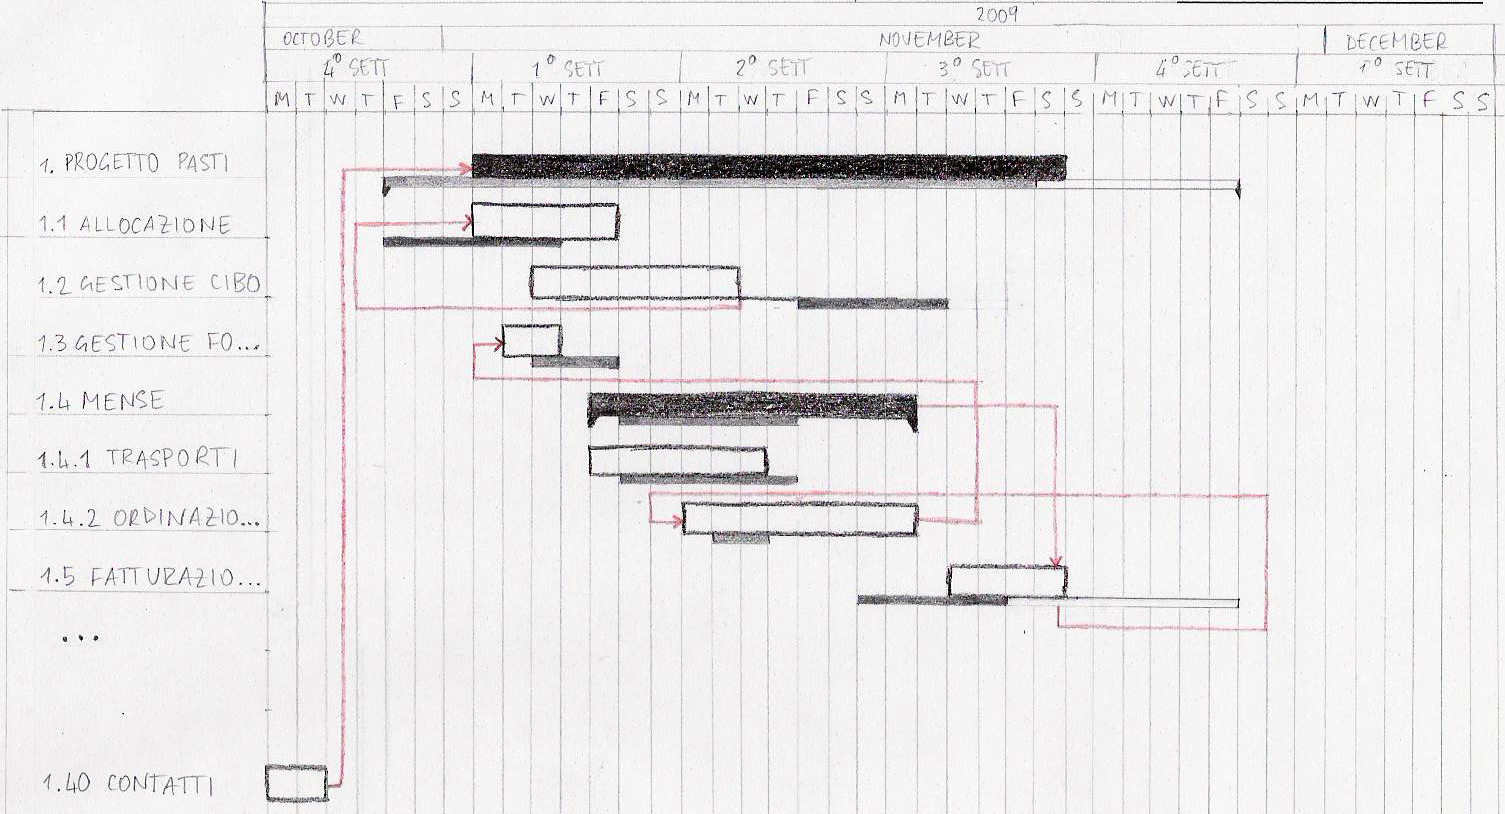 2009
OCTOBER NOVEMBER DECEMBER
4° SETT 1° SETT 2° SETT 3° SETT 4° SETT 1° SETT
M T W T F S S M T W T F S S M T W T F S S M T W T F S S M T W T F S S M T W T F S S
1. PROGETTO PASTI
1.1 ALLOCAZIONE
1.2 GESTIONE CIBO
1.3 GESTIONE FO...
1.4 MENSE
1.4.1 TRASPORTI
1.4.2 ORDINAZIO...
1.5 FATTURAZIO...
...
1.40 CONTATTI